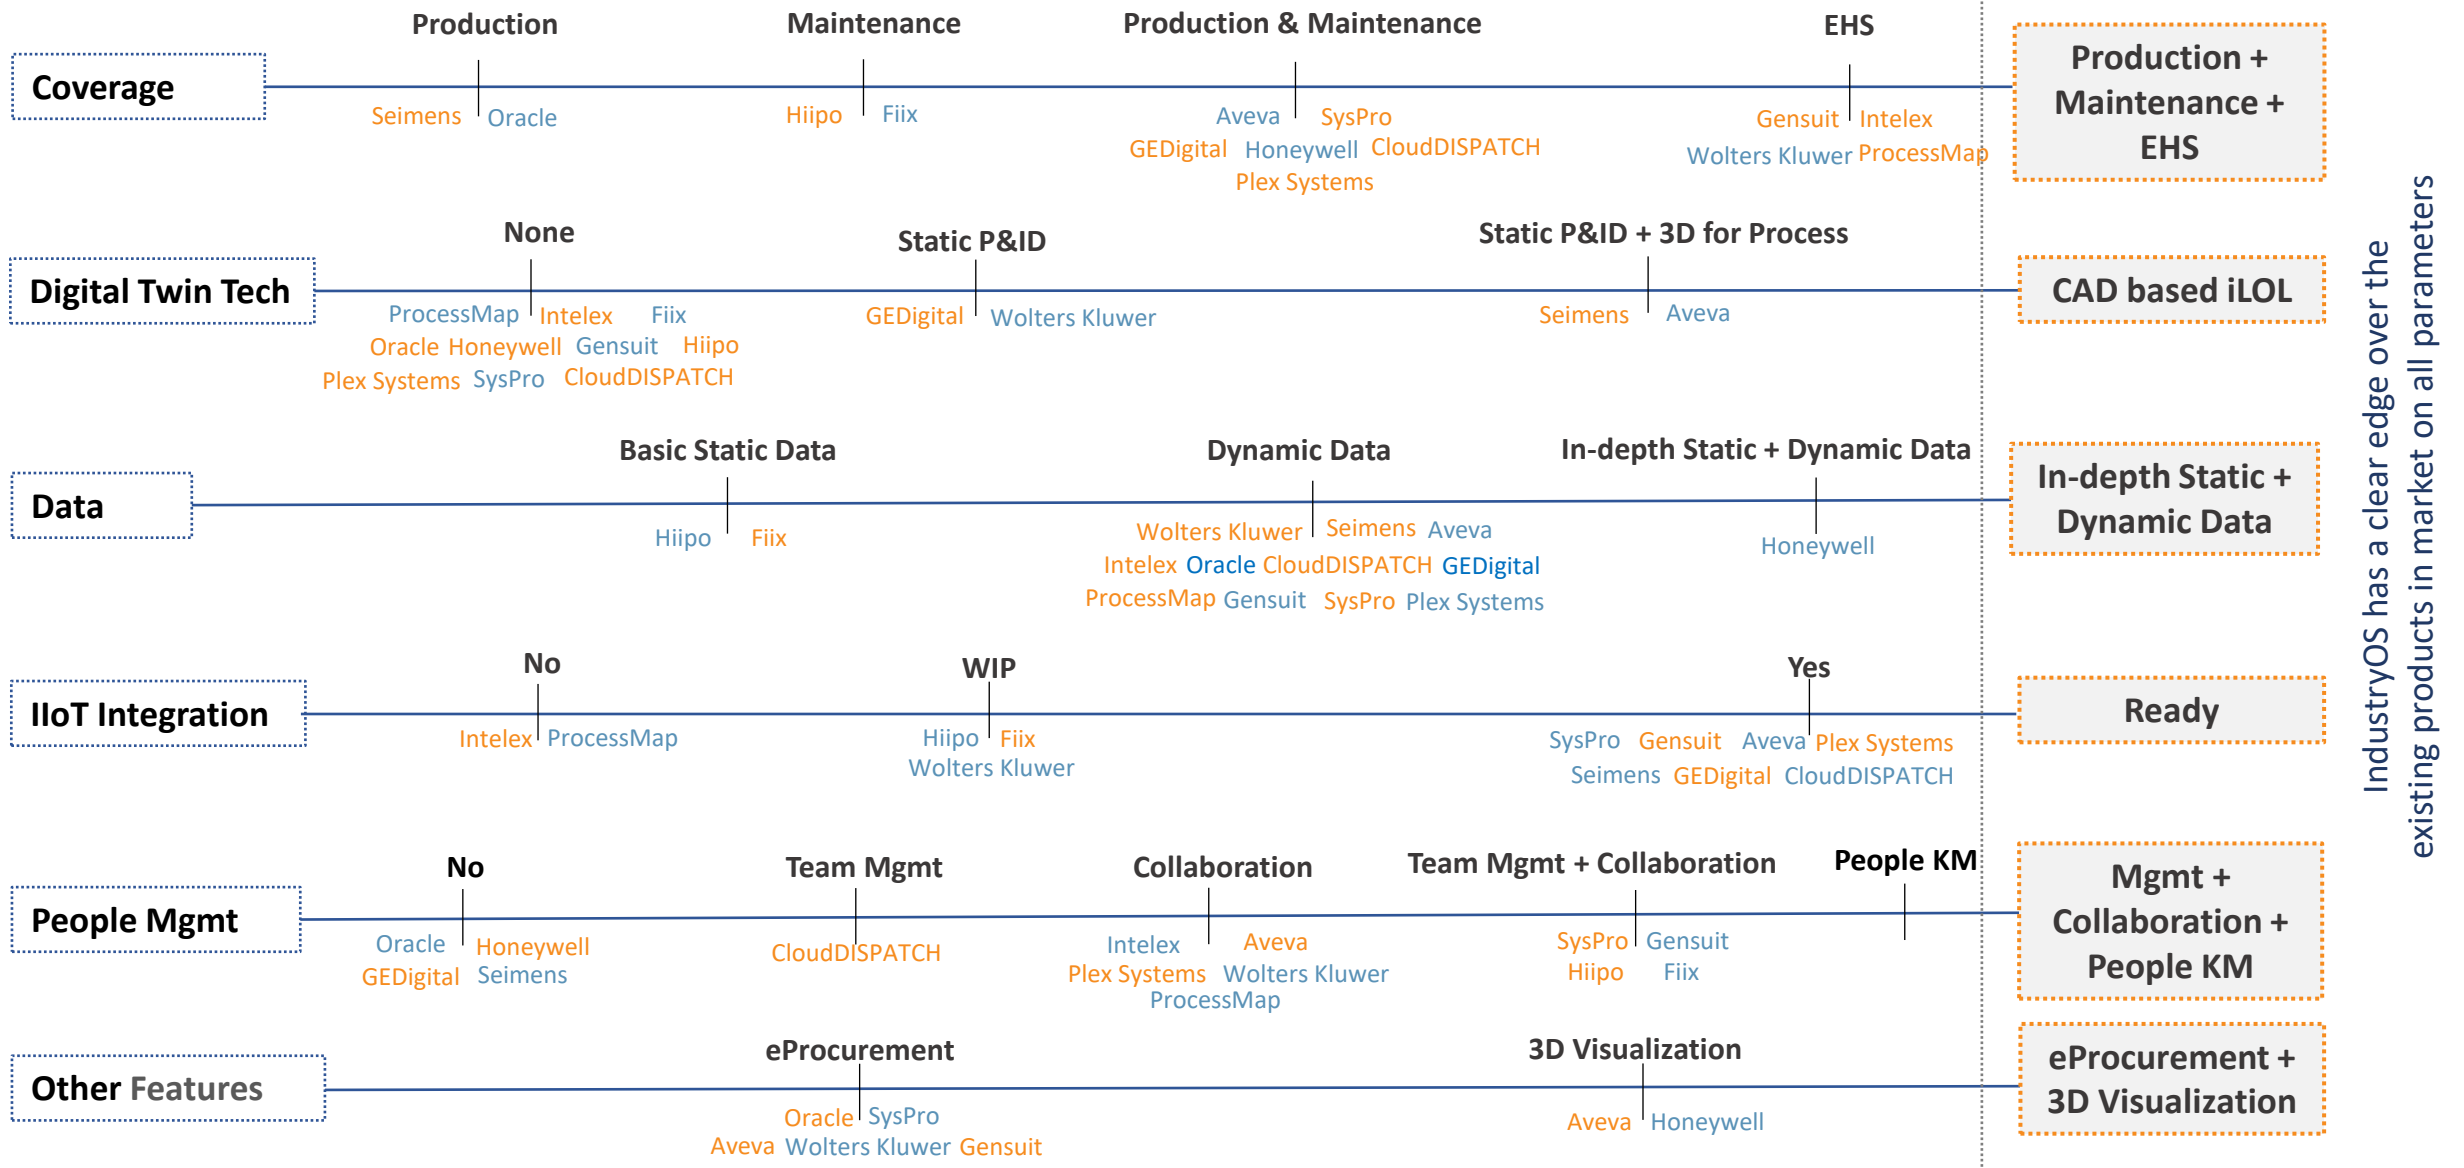 Production
Maintenance
Production & Maintenance
EHS
Coverage
Seimens
Oracle
Hiipo
Fiix
Aveva
SysPro
GEDigital
Honeywell
CloudDISPATCH
Plex Systems
Gensuit
Intelex
Wolters Kluwer
ProcessMap
Production +
Maintenance +
EHS
None
Static P&ID
Static P&ID + 3D for Process
Digital Twin Tech
ProcessMap
Intelex
Fiix
Oracle
Honeywell
Gensuit
Hiipo
Plex Systems
SysPro
CloudDISPATCH
GEDigital
Wolters Kluwer
Seimens
Aveva
CAD based iLOL
Basic Static Data
Dynamic Data
In-depth Static + Dynamic Data
Data
Hiipo
Fiix
Wolters Kluwer
Seimens
Aveva
Intelex
Oracle
CloudDISPATCH
GEDigital
ProcessMap
Gensuit
SysPro
Plex Systems
Honeywell
In-depth Static +
Dynamic Data
No
WIP
Yes
IIoT Integration
Intelex
ProcessMap
Hiipo
Fiix
Wolters Kluwer
SysPro
Gensuit
Aveva
Plex Systems
Seimens
GEDigital
CloudDISPATCH
Ready
No
Team Mgmt
Collaboration
Team Mgmt + Collaboration
People KM
People Mgmt
Oracle
Honeywell
GEDigital
Seimens
CloudDISPATCH
Intelex
Aveva
Plex Systems
Wolters Kluwer
ProcessMap
SysPro
Gensuit
Hiipo
Fiix
Mgmt +
Collaboration +
People KM
eProcurement
3D Visualization
Other Features
Oracle
SysPro
Aveva
Wolters Kluwer
Gensuit
Aveva
Honeywell
eProcurement +
3D Visualization
IndustryOS has a clear edge over the
existing products in market on all parameters